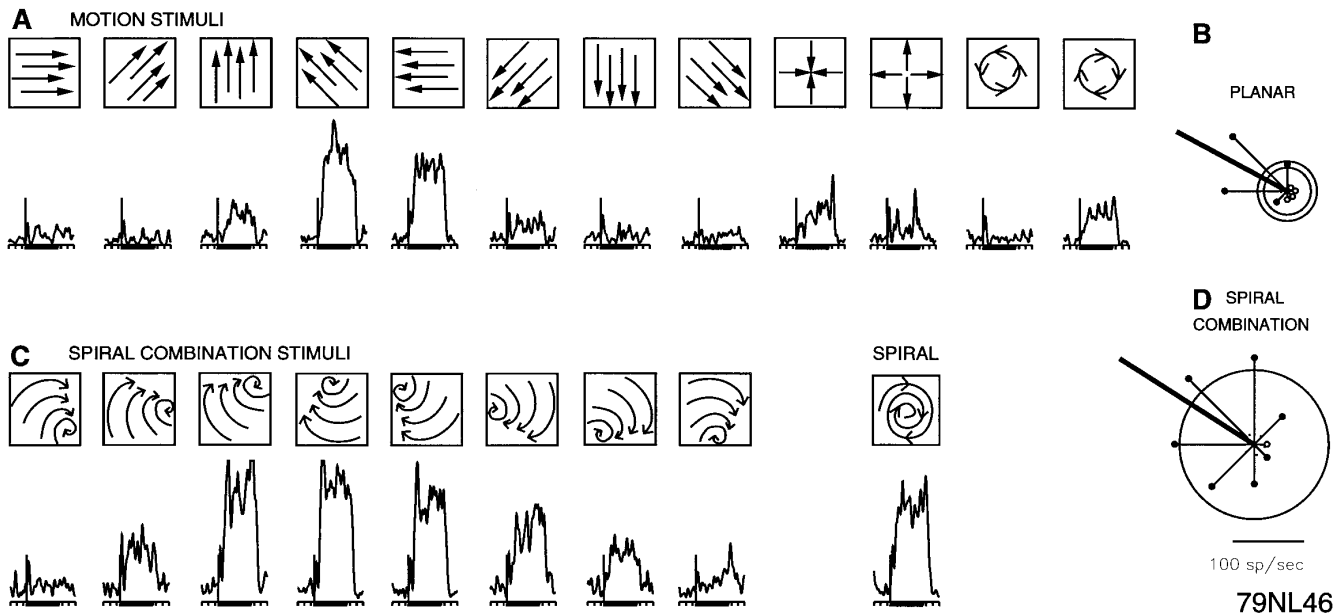 A MOTION STIMULI
B
PLANAR
C SPIRAL COMBINATION STIMULI
SPIRAL
D SPIRAL
COMBINATION
100 sp/sec
79NL46